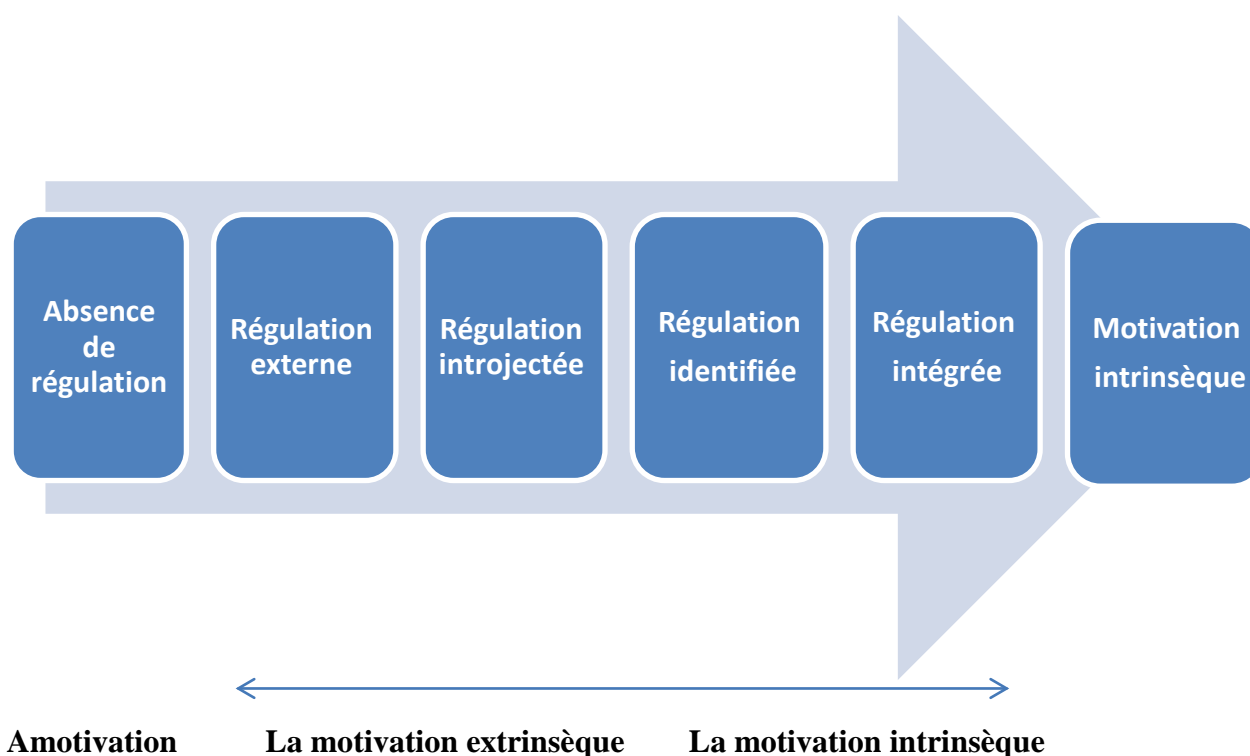 Absence
de
régulation
Régulation
externe
Régulation
introjectée
Régulation
identifiée
Régulation
intégrée
Motivation
intrinsèque
Amotivation La motivation extrinsèque La motivation intrinsèque